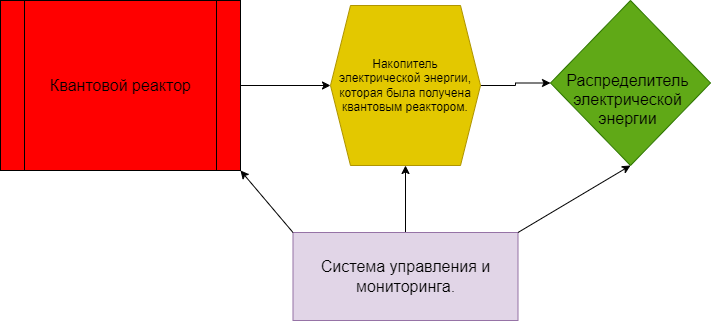 Квантовой реактор
Накопитель
электрической энергии,
которая была получена
квантовым реактором.
Распределитель
электрической
энергии
Система управления и
мониторинга.